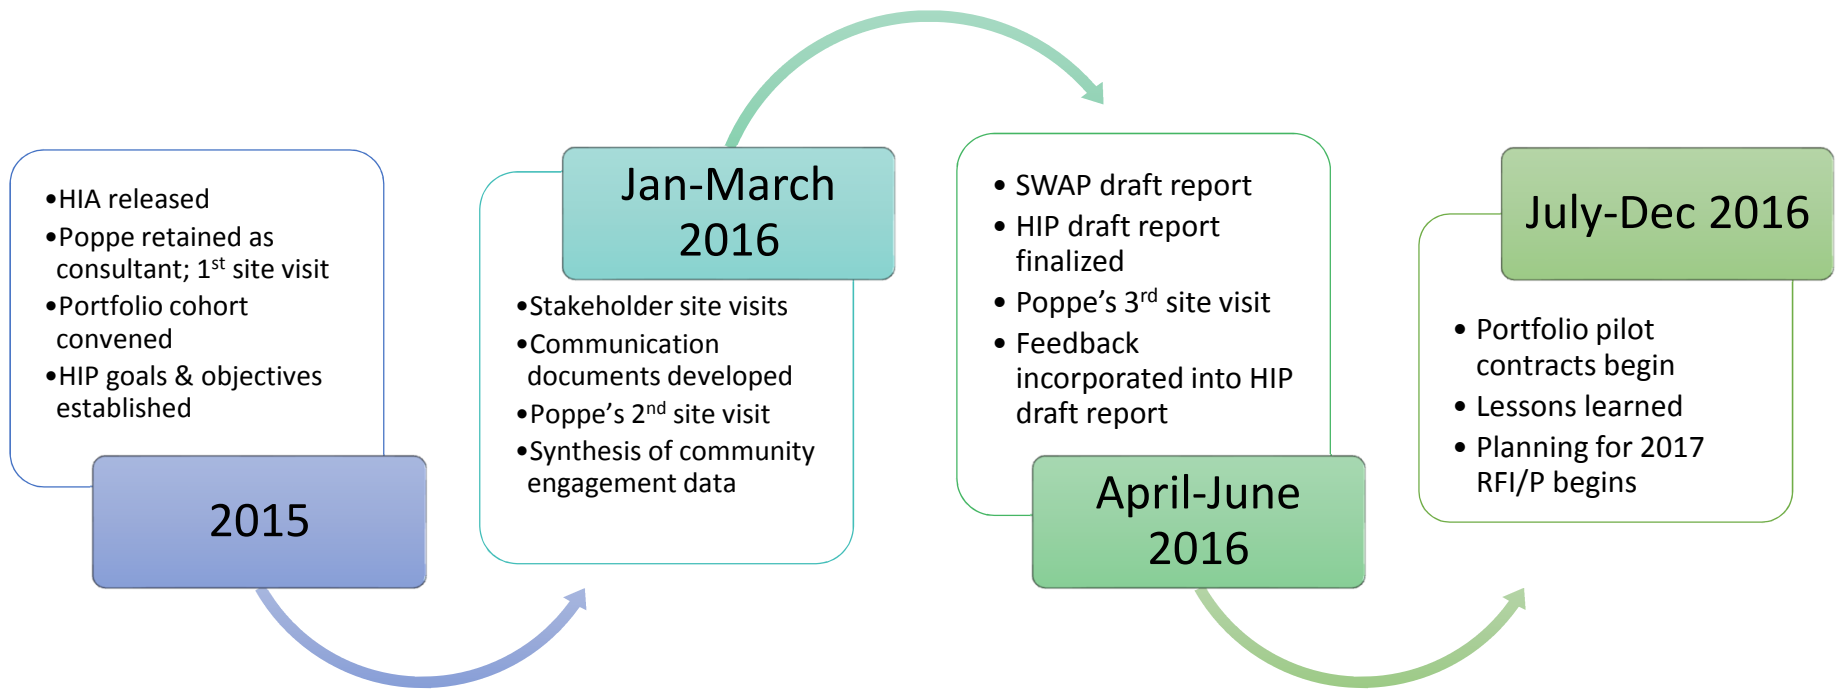 •HIA released
•Poppe retained as
consultant; 1st site visit
•Portfolio cohort
convened
•HIP goals & objectives
established
2015
Jan-March
2016
•Stakeholder site visits
•Communication
documents developed
•Poppe’s 2nd site visit
•Synthesis of community
engagement data
• SWAP draft report
• HIP draft report
finalized
• Poppe’s 3rd site visit
• Feedback
incorporated into HIP
draft report
April-June
2016
July-Dec 2016
• Portfolio pilot
contracts begin
• Lessons learned
• Planning for 2017
RFI/P begins